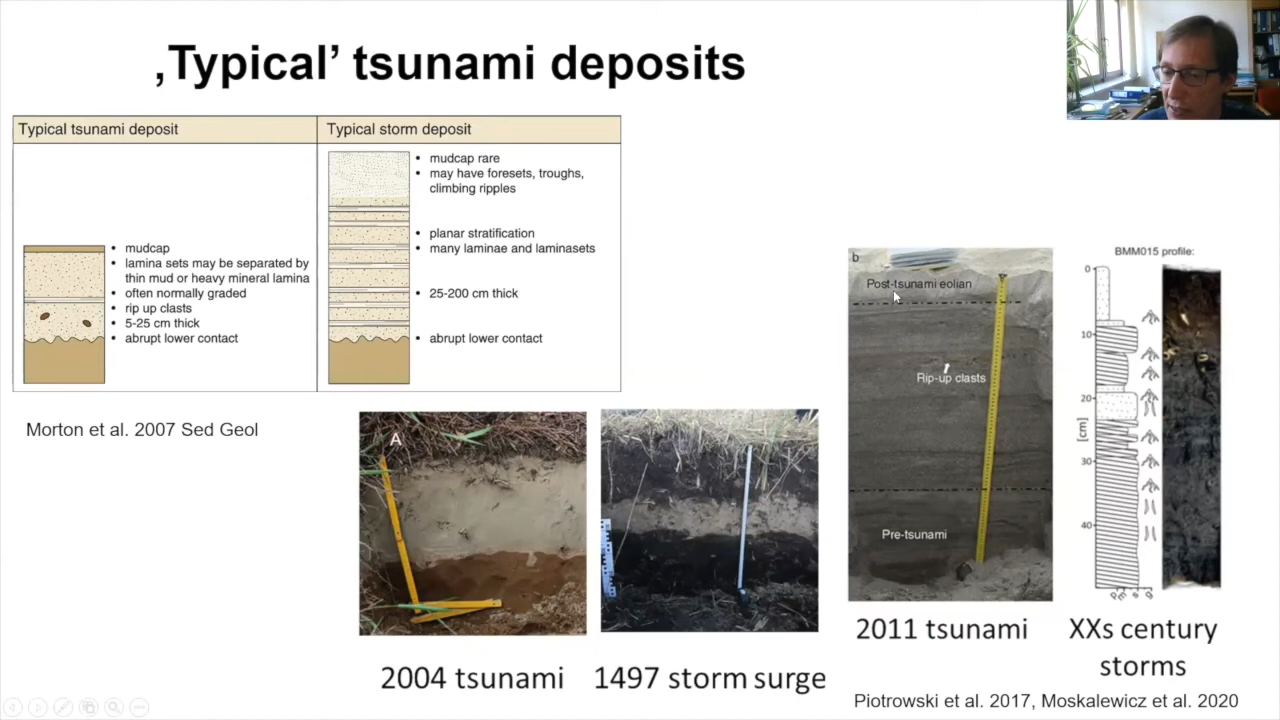 ‚Typical’ tsunami deposits
Typical tsunami deposit
• mudcap
• lamina sets may be separated by
thin mud or heavy mineral lamina
• often normally graded
• rip up clasts
• 5-25 cm thick
• abrupt lower contact
Typical storm deposit
• mudcap rare
• may have foresets, troughs,
climbing ripples
• planar stratification
• many laminae and laminasets
• 25-200 cm thick
• abrupt lower contact
Morton et al. 2007 Sed Geol
A
2004 tsunami
1497 storm surge
b
Post-tsunami eolian
Rip-up clasts
Pre-tsunami
2011 tsunami
BMM015 profile:
0
10
20
[cm]
30
40
XXs century
storms
Piotrowski et al. 2017, Moskalewicz et al. 2020